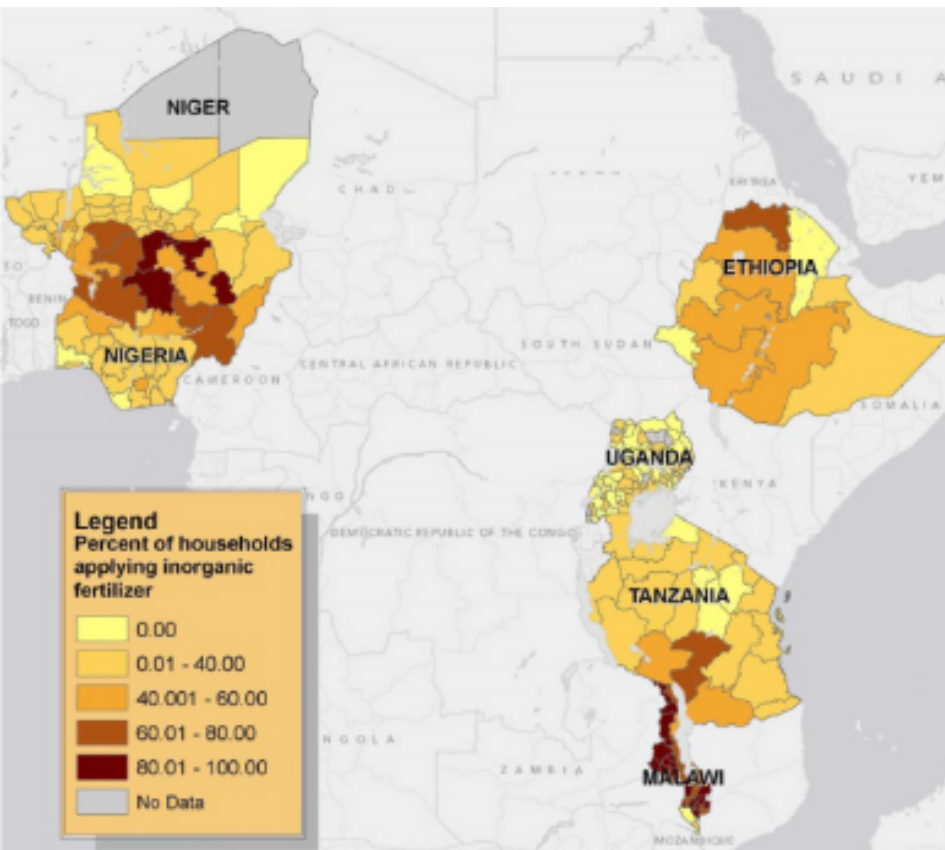 SAUDI A
NIGER
CHAD
ERITREA
YEM
ETHIOPIA
BENIN
TOGO
NIGERIA
SOUTH SUDAN
CENTRAL AFRICAN REPUBLIC
CAMEROON
SOMALIA
UGANDA
KENYA
NGO
DEMOCRATIC REPUBLIC OF THE CONGO
Legend
Percent of households
applying inorganic
fertilizer
0.00
0.01 - 40.00
40.001 - 60.00
60.01 - 80.00
80.01 - 100.00
No Data
TANZANIA
NGOLA
ZAMBIA
MALAWI
MOZAMBIQUE